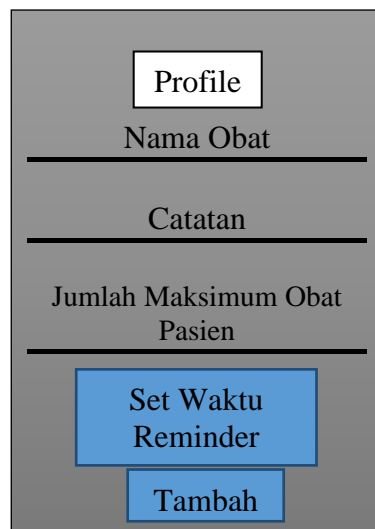 Profile
Nama Obat
Catatan
Jumlah Maksimum Obat
Pasien
Set Waktu
Reminder
Tambah